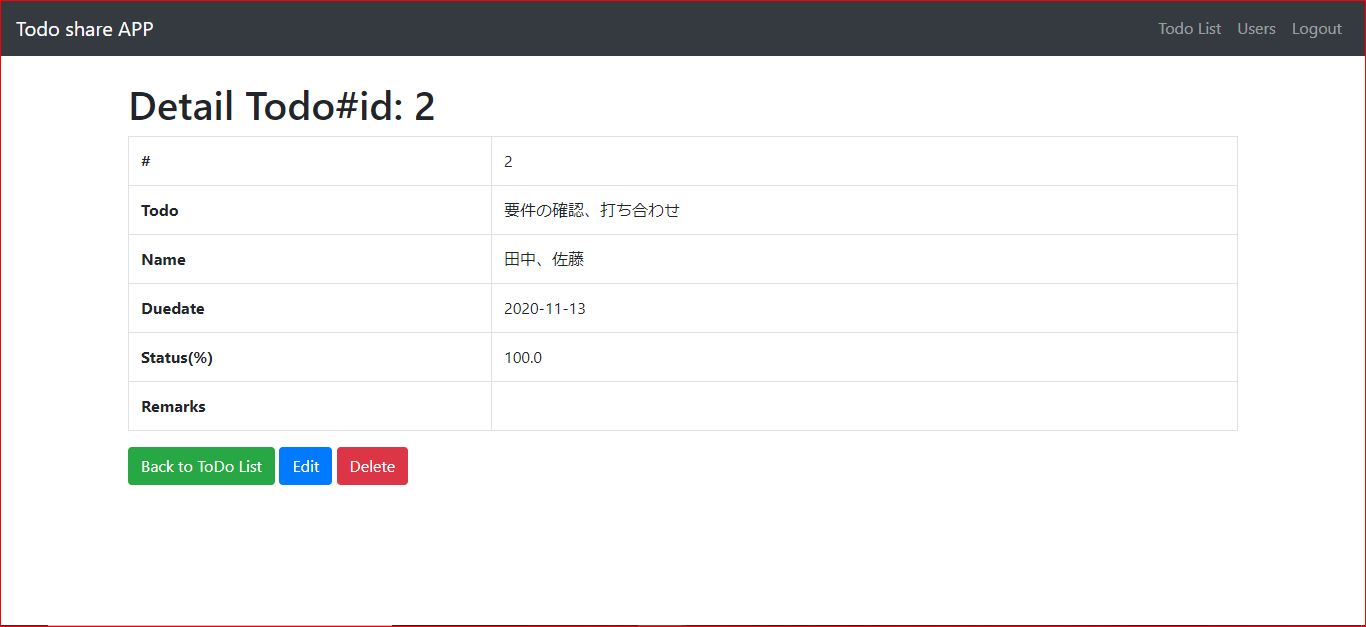 Todo share APP
Todo List Users Logout
Detail Todo#id: 2
# 2
Todo 要件の確認、打ち合わせ
Name 田中、佐藤
Duedate 2020-11-13
Status(%) 100.0
Remarks
Back to ToDo List Edit Delete